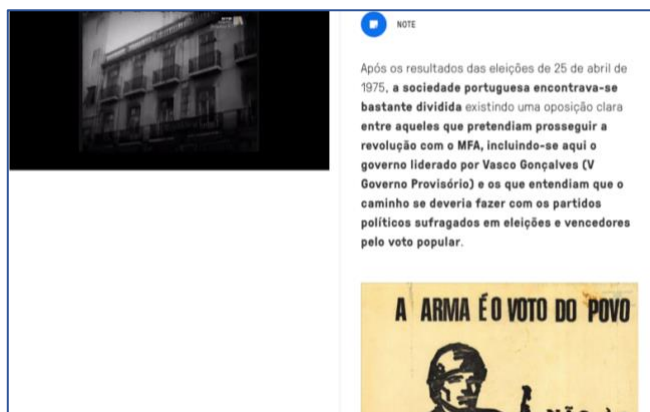 NOTE
Após os resultados das eleições de 25 de abril de
1975, a sociedade portuguesa encontrava-se
bastante dividida existindo uma oposição clara
entre aqueles que pretendiam prosseguir a
revolução com o MFA, incluindo-se aqui o
governo liderado por Vasco Gonçalves (V
Governo Provisório) e os que entendiam que o
caminho se deveria fazer com os partidos
políticos sufragados em eleições e vencedores
pelo voto popular.
A ARMA É O VOTO DO POVO